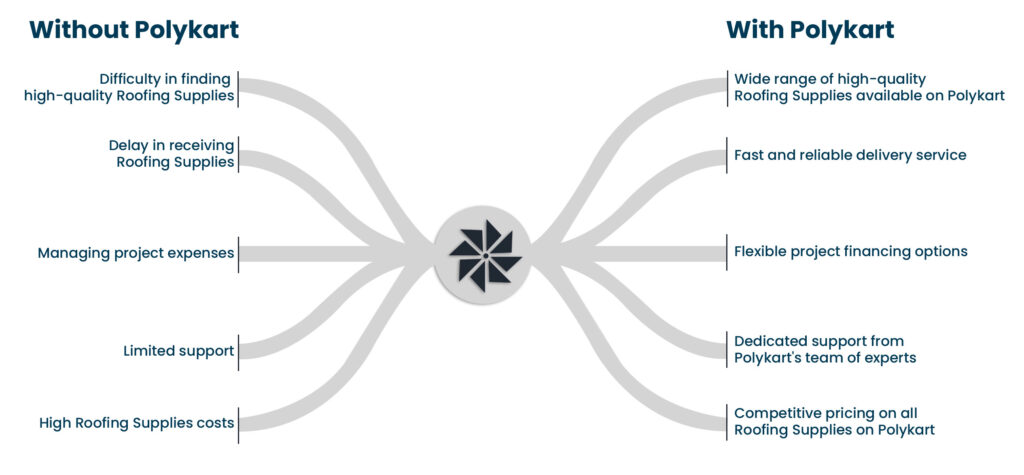 Without Polykart
Difficulty in finding
high-quality Roofing Supplies
Delay in receiving
Roofing Supplies
Managing project expenses
Limited support
High Roofing Supplies costs
With Polykart
Wide range of high-quality
Roofing Supplies available on Polykart
Fast and reliable delivery service
Flexible project financing options
Dedicated support from
Polykart's team of experts
Competitive pricing on all
Roofing Supplies on Polykart